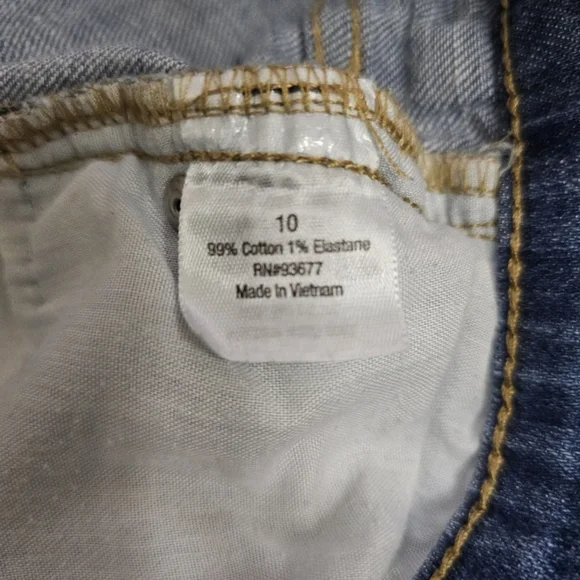 10
99% Cotton 1% Elastane
RN#93677
Made In Vietnam